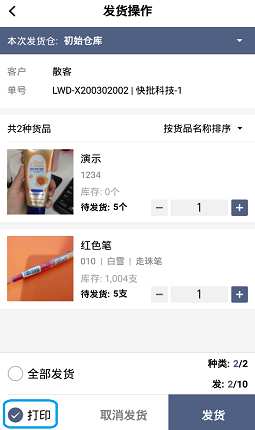 发货操作
本次发货仓: 初始仓库
客户 散客
单号 LWD-X200302002 | 快批科技-1
共2种货品 按货品名称排序
演示
1234
库存: 0个
待发货: 5个 − 1 +
红色笔
010 | 白雪 | 走珠笔
库存: 1,004支
待发货: 5支 − 1 +
种类: 2/2
全部发货
发: 2/10
打印 取消发货 发货